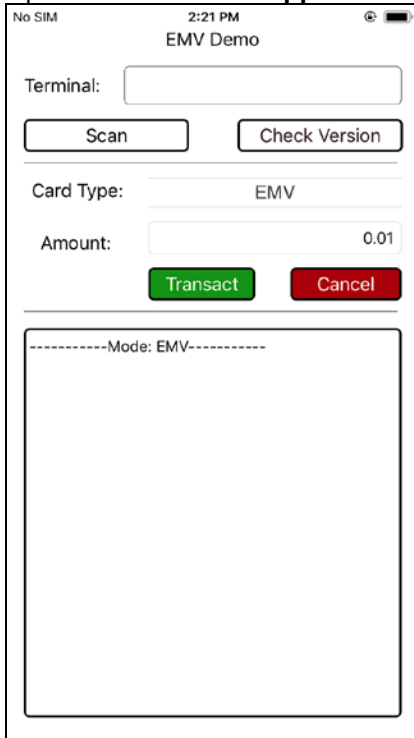 No SIM 2:21 PM
EMV Demo
Terminal:
Scan Check Version
Card Type: EMV
Amount: 0.01
Transact Cancel
-----------Mode: EMV-----------